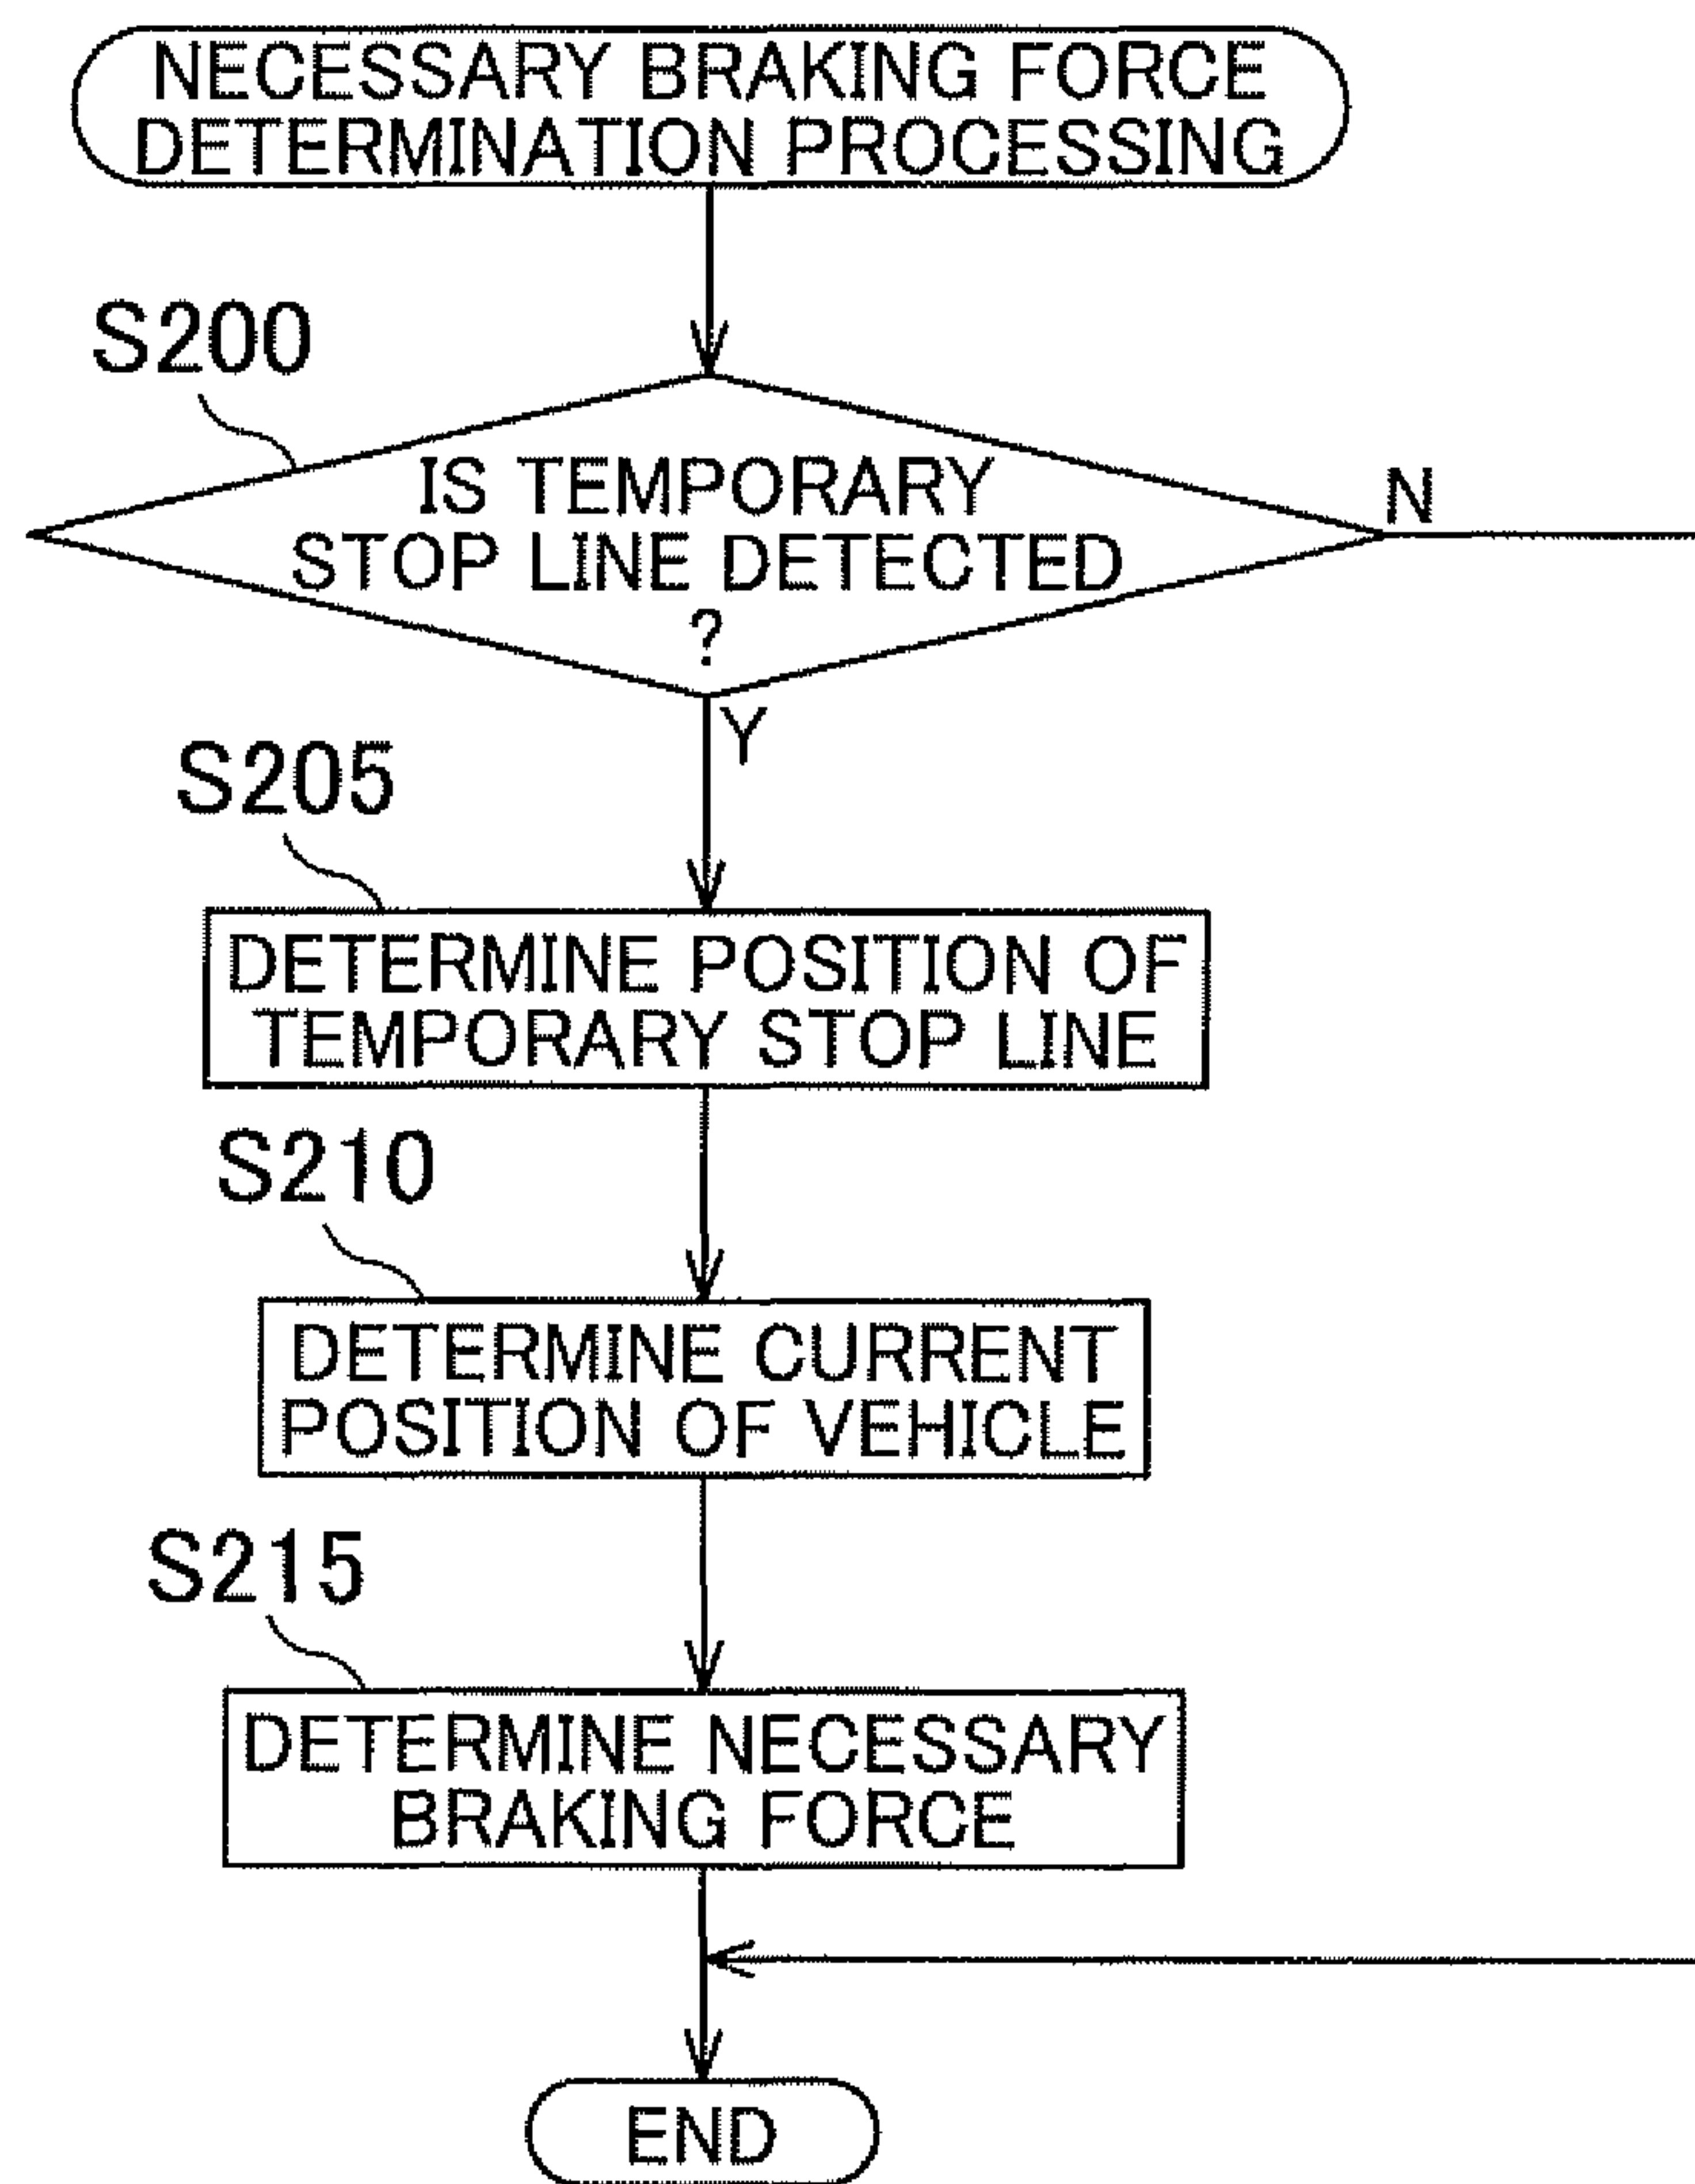 NECESSARY BRAKING FORCE
DETERMINATION PROCESSING
S200
IS TEMPORARY
STOP LINE DETECTED
?
N
Y
S205
DETERMINE POSITION OF
TEMPORARY STOP LINE
S210
DETERMINE CURRENT
POSITION OF VEHICLE
S215
DETERMINE NECESSARY
BRAKING FORCE
END